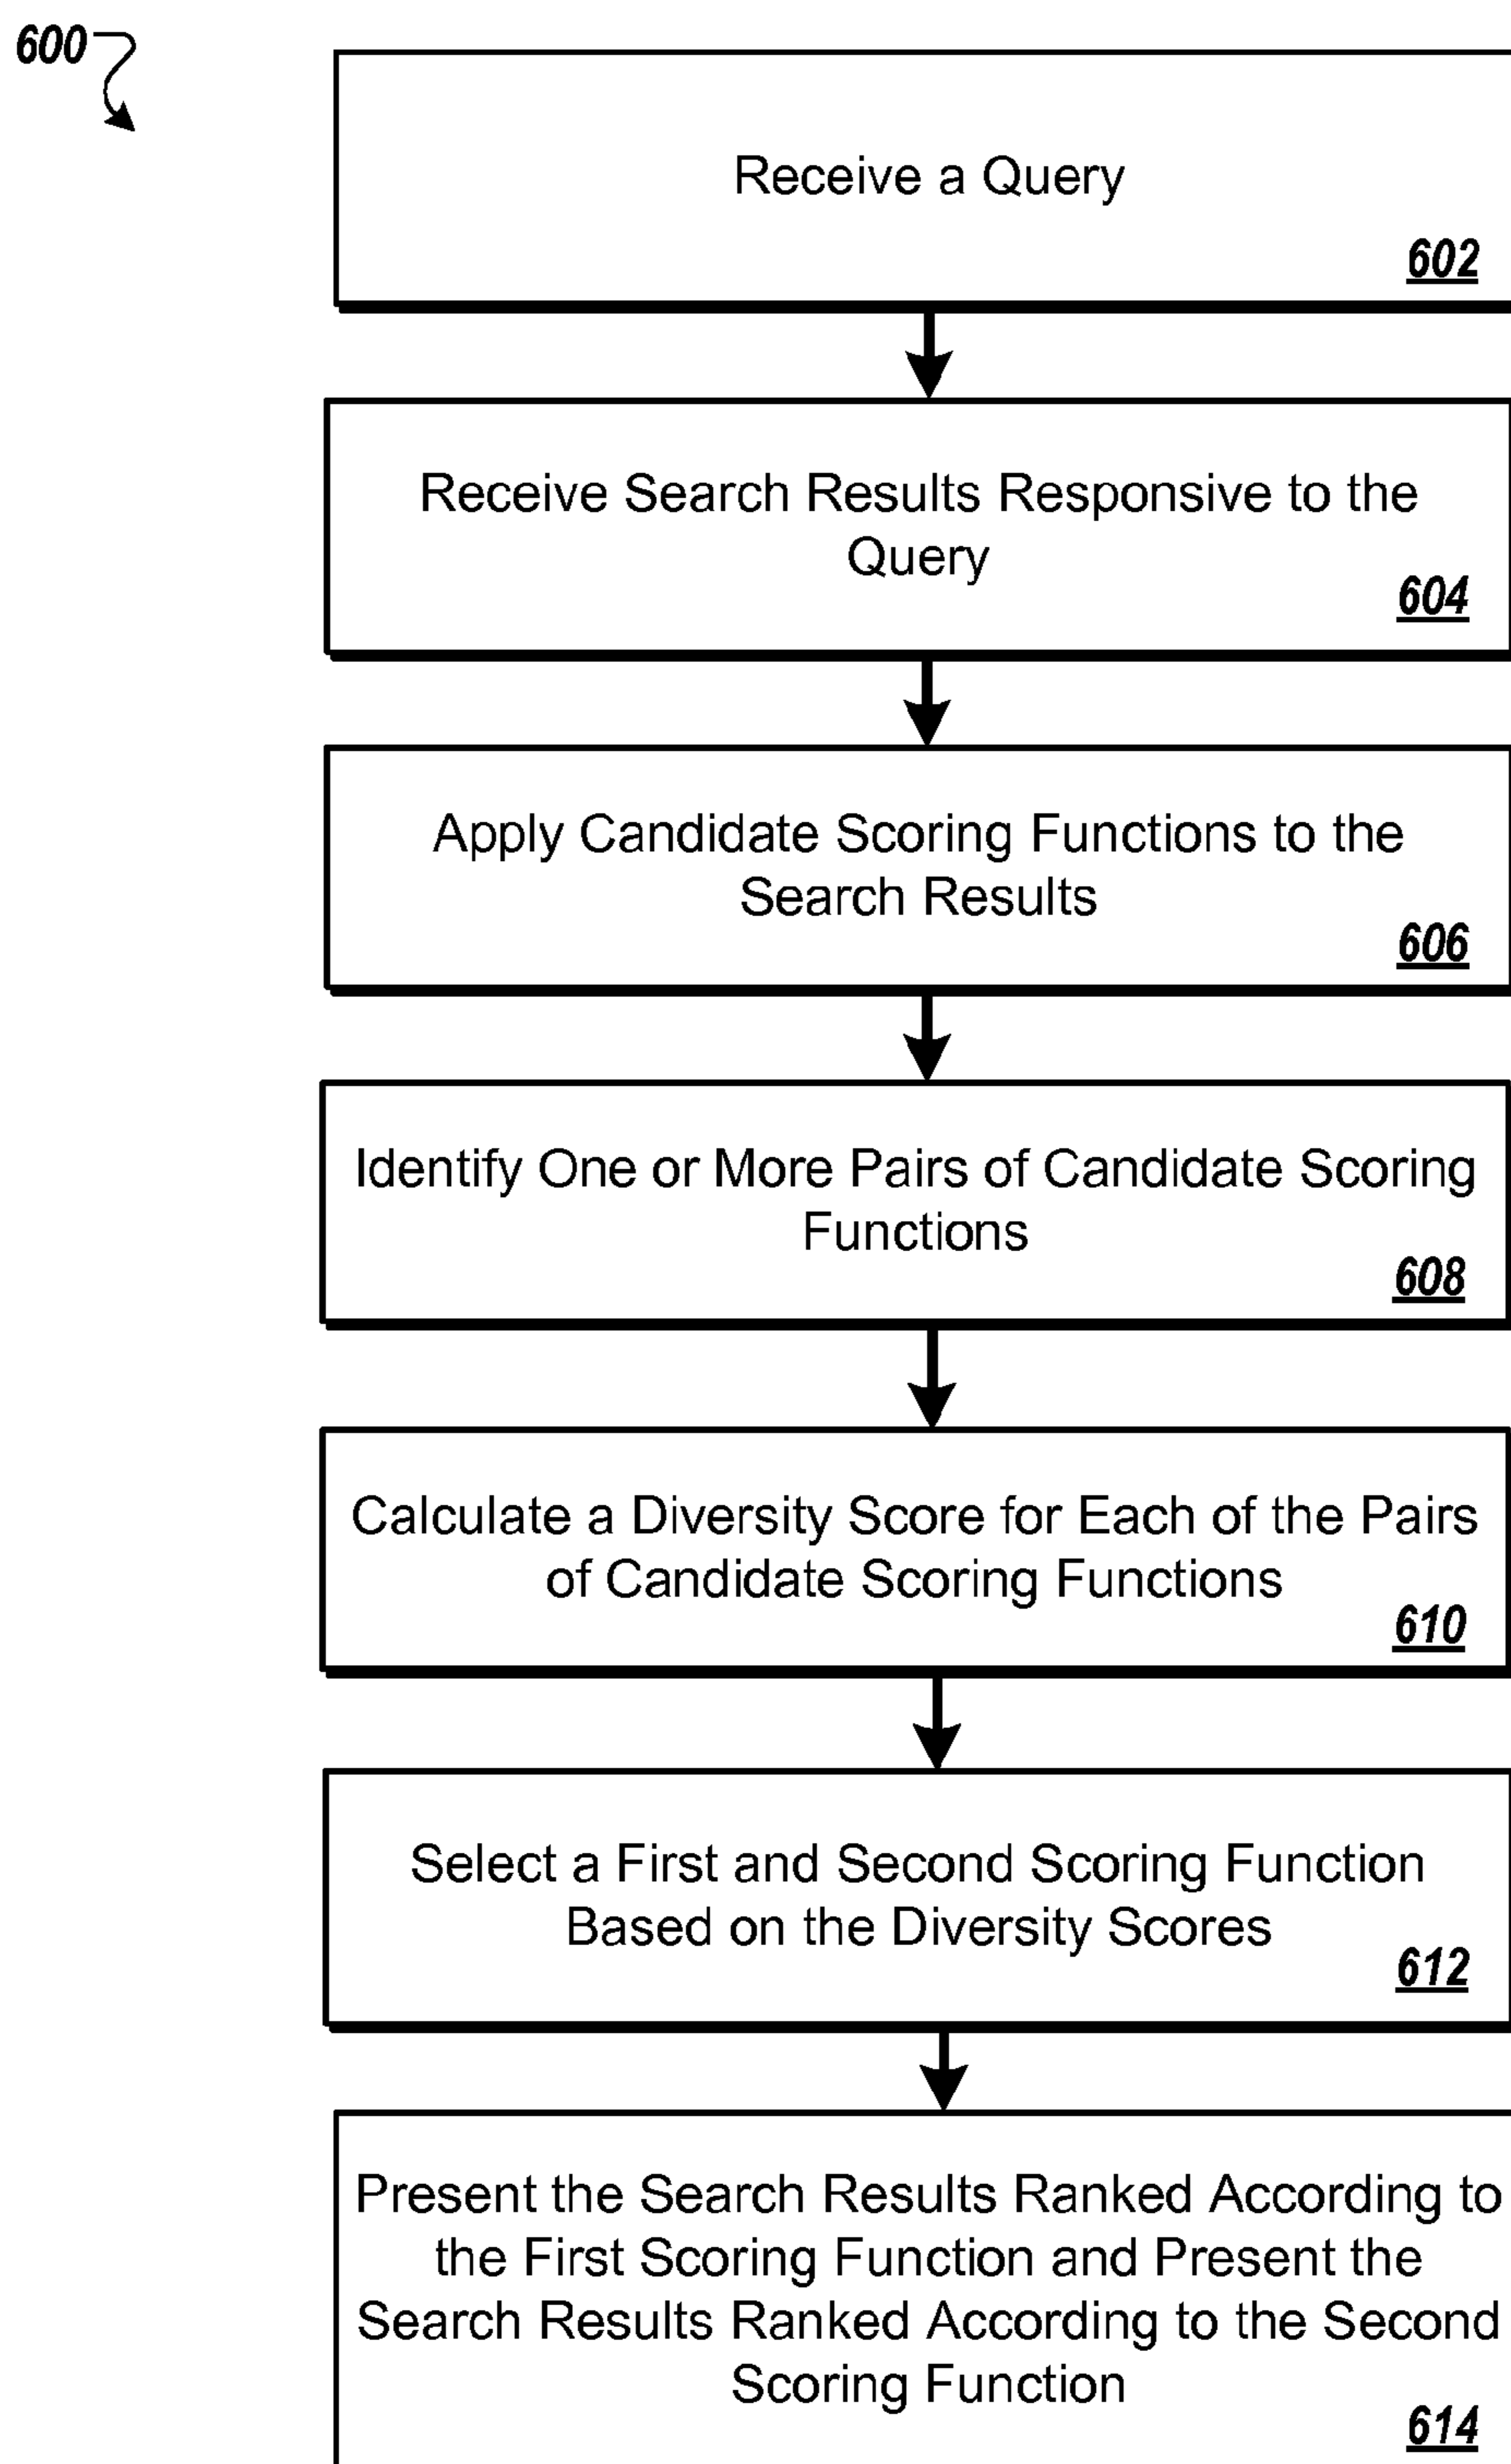 600
Receive a Query
602
Receive Search Results Responsive to the
Query
604
Apply Candidate Scoring Functions to the
Search Results
606
Identify One or More Pairs of Candidate Scoring
Functions
608
Calculate a Diversity Score for Each of the Pairs
of Candidate Scoring Functions
610
Select a First and Second Scoring Function
Based on the Diversity Scores
612
Present the Search Results Ranked According to
the First Scoring Function and Present the
Search Results Ranked According to the Second
Scoring Function
614